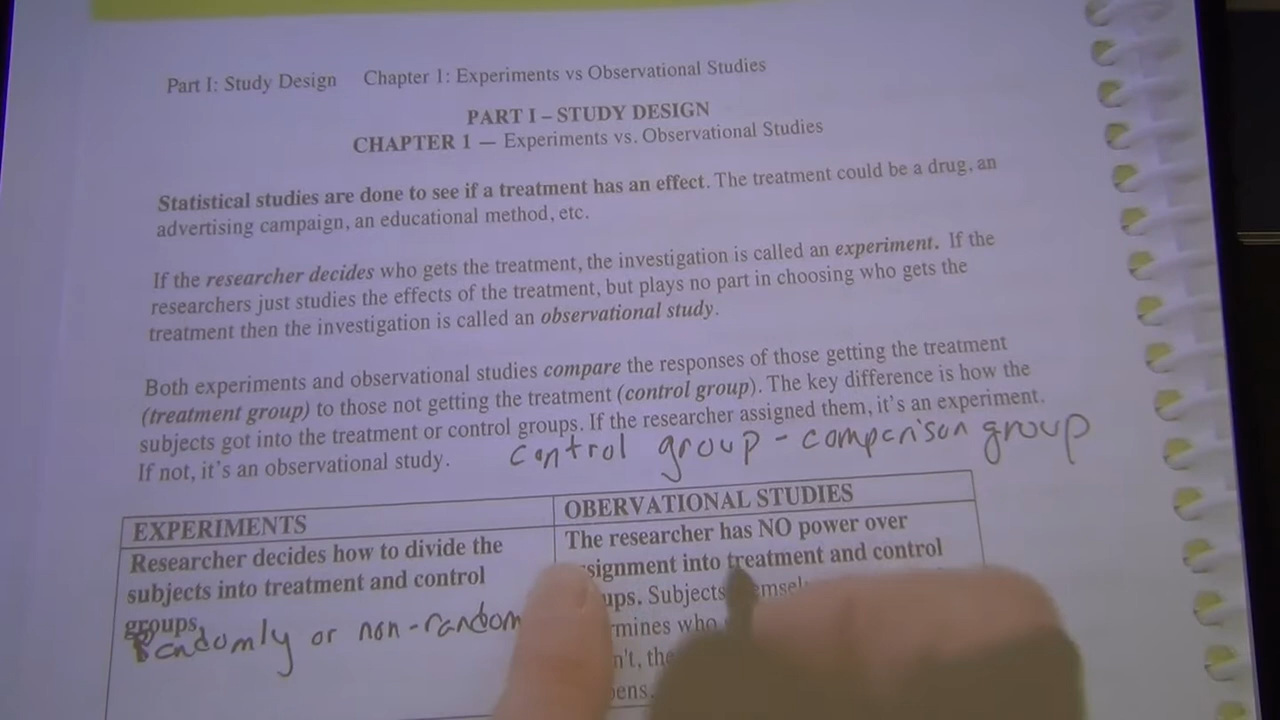 Part I: Study Design Chapter 1: Experiments vs Observational Studies
PART I – STUDY DESIGN
CHAPTER 1 — Experiments vs. Observational Studies
Statistical studies are done to see if a treatment has an effect. The treatment could be a drug, an
advertising campaign, an educational method, etc.
If the researcher decides who gets the treatment, the investigation is called an experiment. If the
researchers just studies the effects of the treatment, but plays no part in choosing who gets the
treatment then the investigation is called an observational study.
Both experiments and observational studies compare the responses of those getting the treatment
(treatment group) to those not getting the treatment (control group). The key difference is how the
subjects got into the treatment or control groups. If the researcher assigned them, it's an experiment.
If not, it's an observational study.
control group - comparison group
EXPERIMENTS
Researcher decides how to divide the
subjects into treatment and control
groups.
Randomly or non-random
OBERVATIONAL STUDIES
The researcher has NO power over
signment into treatment and control
ups. Subjects
mines who
n't, the